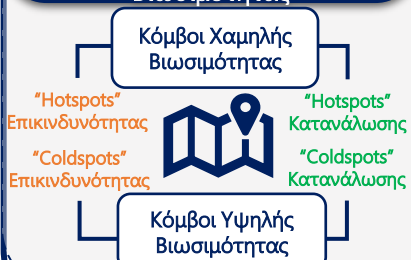 Κόμβοι Χαμηλής
Βιωσιμότητας
“Hotspots”
Επικινδυνότητας
“Hotspots”
Κατανάλωσης
“Coldspots”
Επικινδυνότητας
“Coldspots”
Κατανάλωσης
Κόμβοι Υψηλής
Βιωσιμότητας